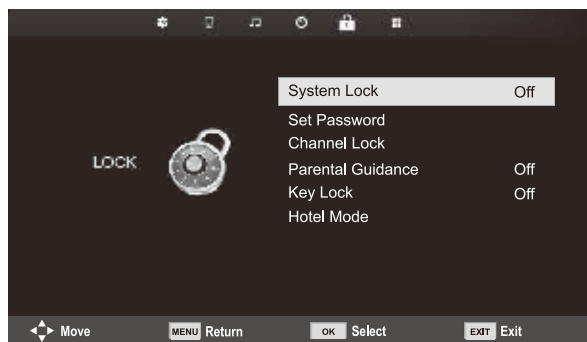 System Lock Off
Set Password
Channel Lock
LOCK
Parental Guidance Off
Key Lock Off
Hotel Mode
Move MENU Return OK Select EXIT Exit